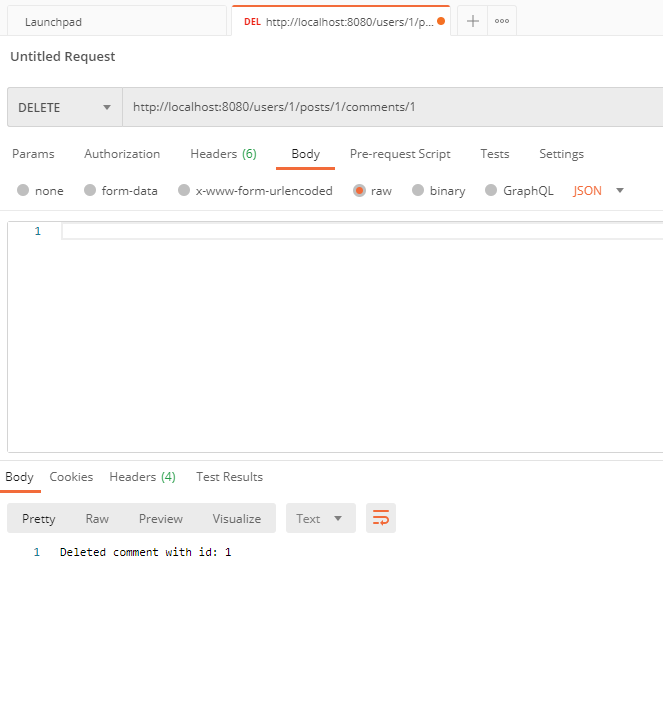 Launchpad DEL http://localhost:8080/users/1/p...
Untitled Request
DELETE http://localhost:8080/users/1/posts/1/comments/1
Params Authorization Headers (6) Body Pre-request Script Tests Settings
none form-data x-www-form-urlencoded raw binary GraphQL JSON
1
Body Cookies Headers (4) Test Results
Pretty Raw Preview Visualize Text
1 Deleted comment with id: 1